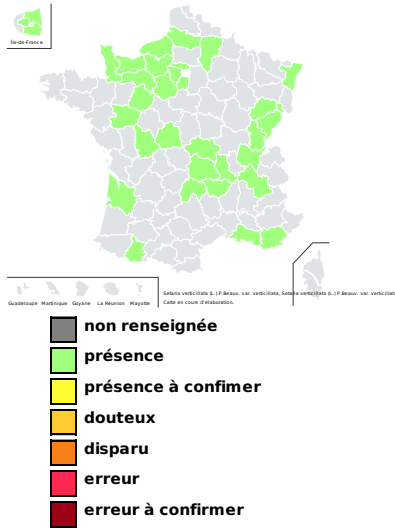 Île-de-France
Guadeloupe Martinique Guyane La Réunion Mayotte
Setaria verticillata (L.) P.Beauv. var. verticillata, Setaria verticillata (L.) P.Beauv. var. verticillata
Carte en cours d'élaboration.
non renseignée
présence
présence à confimer
douteux
disparu
erreur
erreur à confirmer